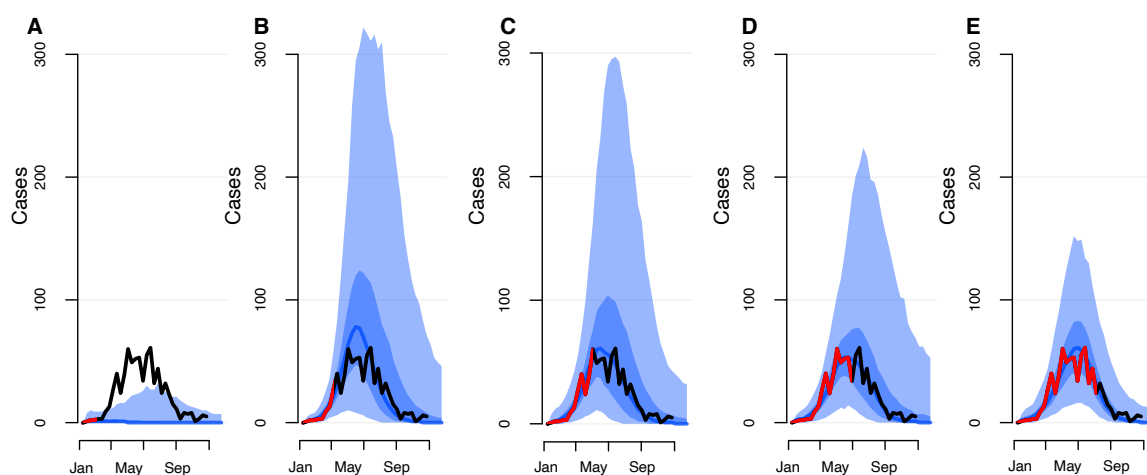 A B C D E
300 300 300 300 300
200 200 200 200 200
100 100 100 100 100
0 0 0 0 0
Cases Cases Cases Cases Cases
Jan May Sep Jan May Sep Jan May Sep Jan May Sep Jan May Sep